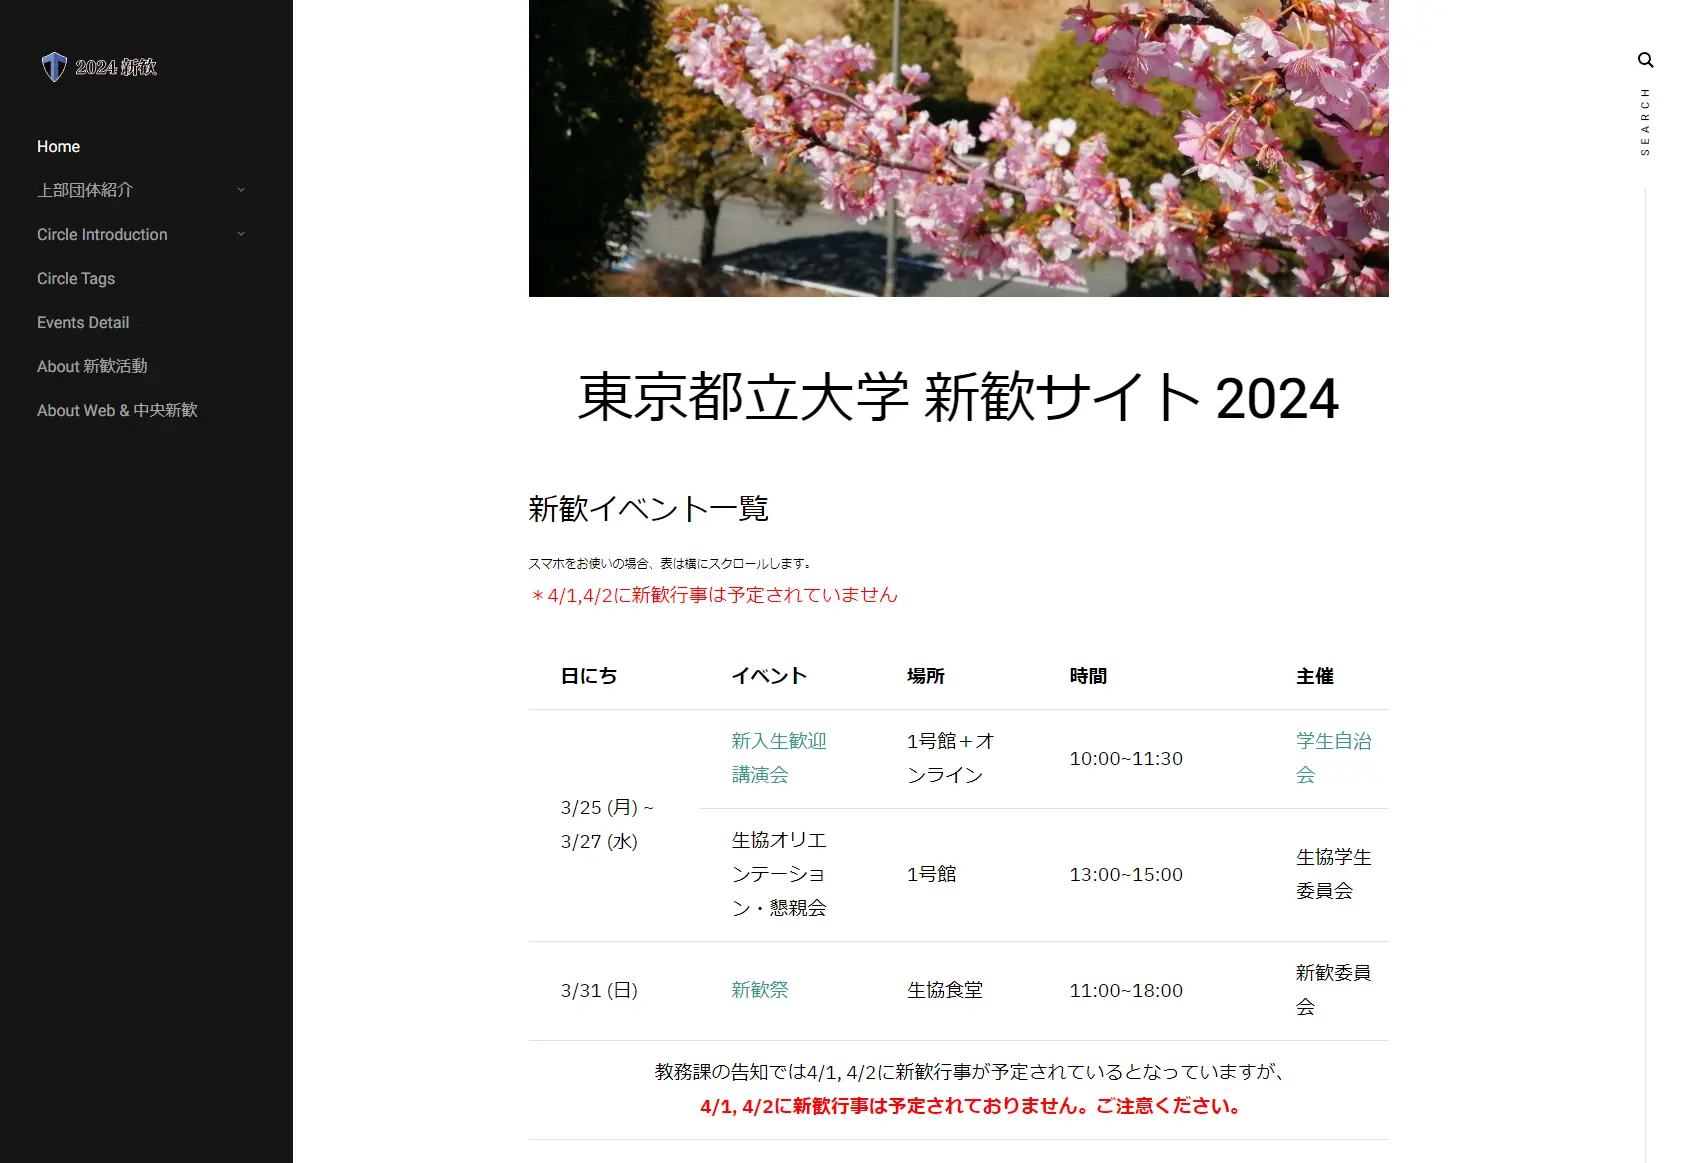 2024 新歓
Home
上部団体紹介
Circle Introduction
Circle Tags
Events Detail
About 新歓活動
About Web & 中央新歓
SEARCH
東京都立大学 新歓サイト 2024
新歓イベント一覧
スマホをお使いの場合、表は横にスクロールします。
＊4/1,4/2に新歓行事は予定されていません
日にち イベント 場所 時間 主催
3/25 (月) ~
3/27 (水)
新入生歓迎
講演会
1号館＋オ
ンライン
10:00~11:30
学生自治
会
生協オリエ
ンテーショ
ン・懇親会
1号館
13:00~15:00
生協学生
委員会
3/31 (日)
新歓祭
生協食堂
11:00~18:00
新歓委員
会
教務課の告知では4/1, 4/2に新歓行事が予定されているとなっていますが、
4/1, 4/2に新歓行事は予定されておりません。ご注意ください。